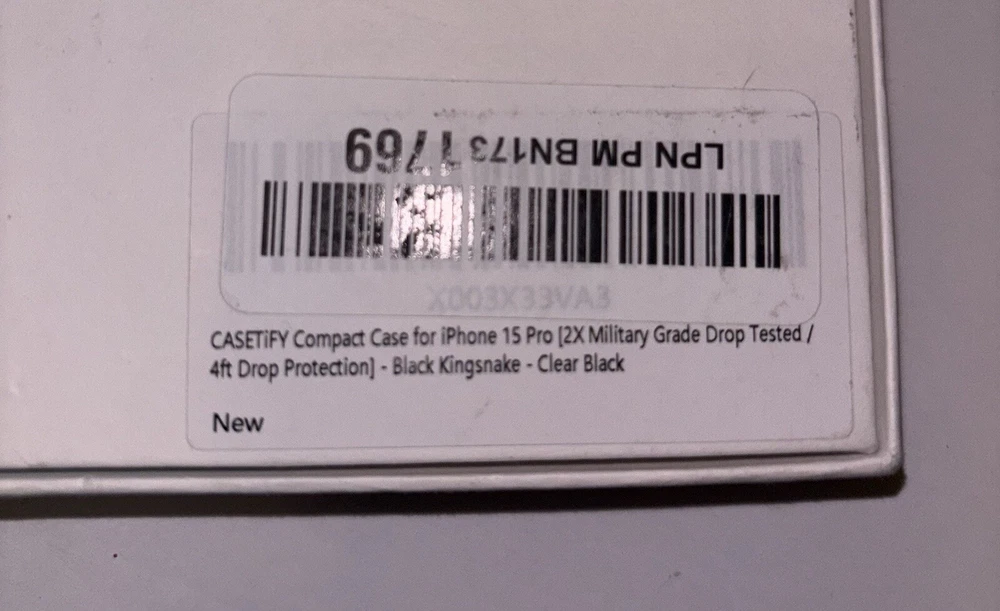 LPN PM BN173
X003X33VA3
CASETiFY Compact Case for iPhone 15 Pro [2X Military Grade Drop Tested /
4ft Drop Protection] - Black Kingsnake - Clear Black
New